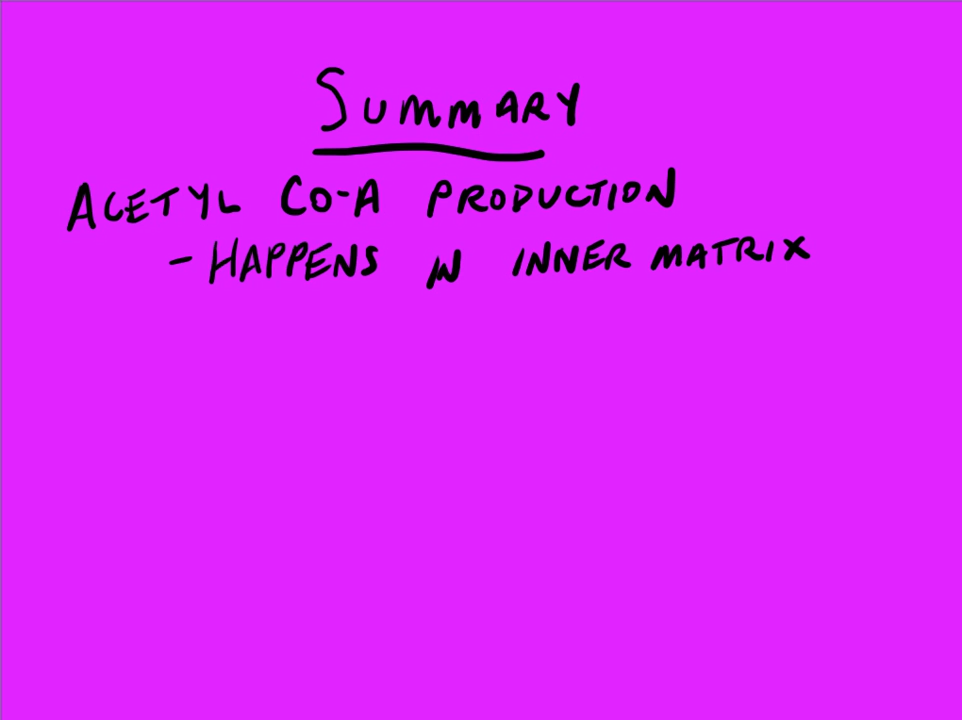 SUMMARY
ACETYL CO-A PRODUCTION
- HAPPENS IN INNER MATRIX